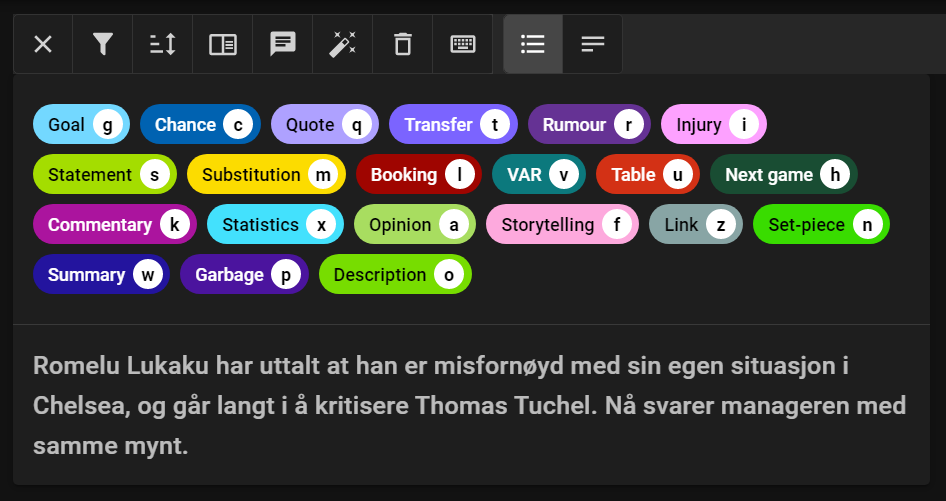 Goal g Chance c Quote q Transfer t Rumour r Injury i
Statement s Substitution m Booking l VAR v Table u Next game h
Commentary k Statistics x Opinion a Storytelling f Link z Set-piece n
Summary w Garbage p Description o
Romelu Lukaku har uttalt at han er misfornøyd med sin egen situasjon i
Chelsea, og går langt i å kritisere Thomas Tuchel. Nå svarer manageren med
samme mynt.